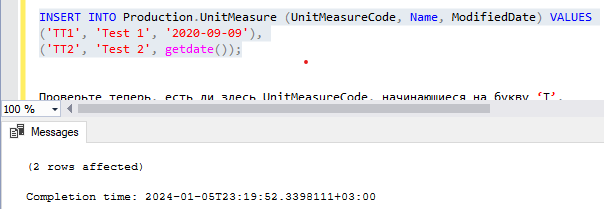 INSERT INTO Production.UnitMeasure (UnitMeasureCode, Name, ModifiedDate) VALUES
('TT1', 'Test 1', '2020-09-09'),
('TT2', 'Test 2', getdate());
Проверьте теперь, есть ли здесь UnitMeasureCode, начинающиеся на букву ‘T’.
100 %
Messages
(2 rows affected)
Completion time: 2024-01-05T23:19:52.3398111+03:00